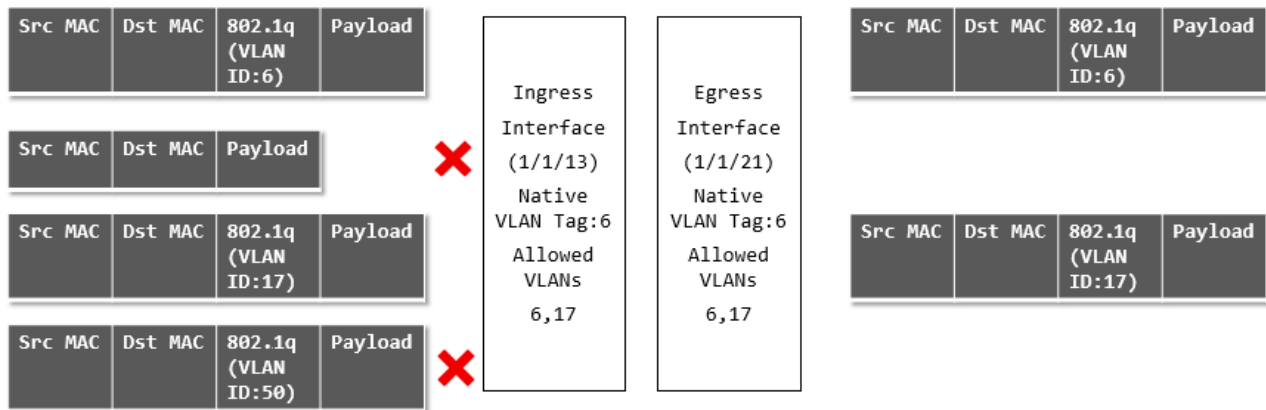 Src MAC Dst MAC 802.1q (VLAN ID:6) Payload
Src MAC Dst MAC Payload
Src MAC Dst MAC 802.1q (VLAN ID:17) Payload
Src MAC Dst MAC 802.1q (VLAN ID:50) Payload
Ingress
Interface
(1/1/13)
Native
VLAN Tag:6
Allowed
VLANs
6,17
Egress
Interface
(1/1/21)
Native
VLAN Tag:6
Allowed
VLANs
6,17
Src MAC Dst MAC 802.1q (VLAN ID:6) Payload
Src MAC Dst MAC 802.1q (VLAN ID:17) Payload